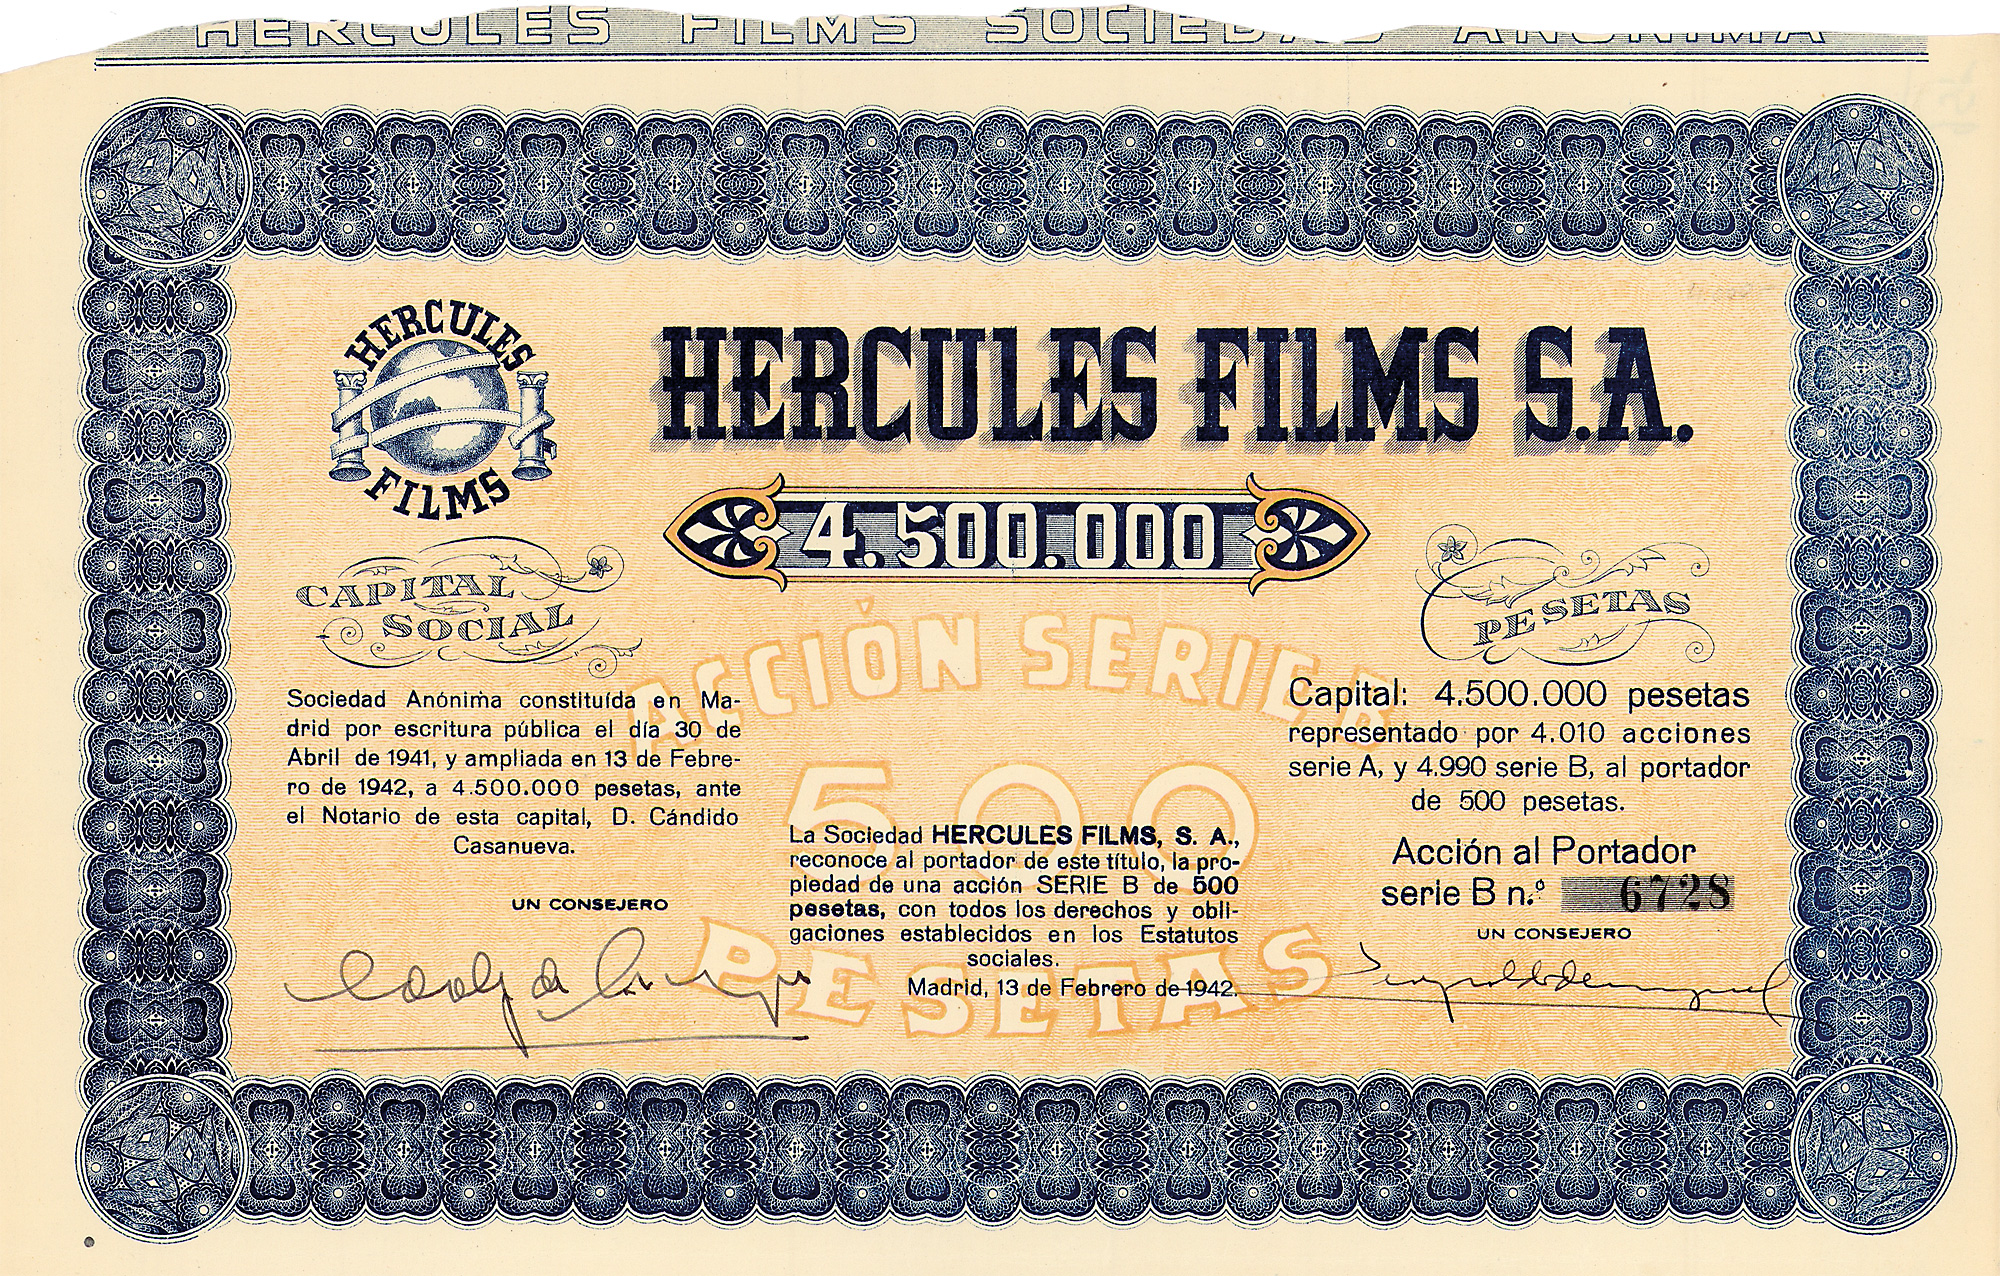 HERCULES FILMS SOCIEDAD ANONIMA
HERCULES
FILMS
HERCULES FILMS S.A.
4.500.000
CAPITAL
SOCIAL
PESETAS
ACCIÓN SERIE B
500
PESETAS
Sociedad Anónima constituída en Ma-
drid por escritura pública el día 30 de
Abril de 1941, y ampliada en 13 de Febre-
ro de 1942, a 4.500.000 pesetas, ante
el Notario de esta capital, D. Cándido
Casanueva.
UN CONSEJERO
La Sociedad HERCULES FILMS, S. A.,
reconoce al portador de este título, la pro-
piedad de una acción SERIE B de 500
pesetas, con todos los derechos y obli-
gaciones establecidos en los Estatutos
sociales.
Madrid, 13 de Febrero de 1942.
Capital: 4.500.000 pesetas
representado por 4.010 acciones
serie A, y 4.990 serie B, al portador
de 500 pesetas.
Acción al Portador
serie B n.º 6728
UN CONSEJERO